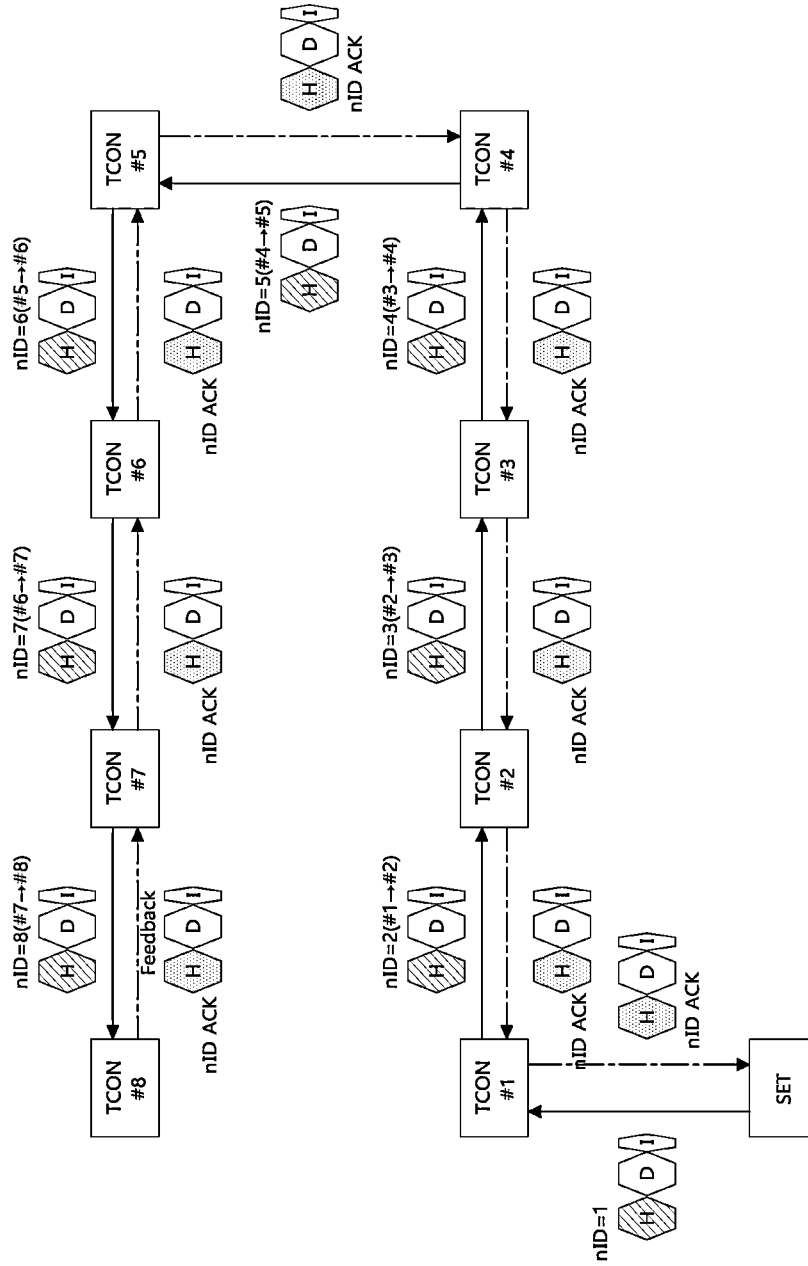 TCON
#8
TCON
#7
TCON
#6
TCON
#5
nID=8(#7→#8)
H D I
Feedback
H D I
nID ACK
nID=7(#6→#7)
H D I
H D I
nID ACK
nID=6(#5→#6)
H D I
H D I
nID ACK
nID=5(#4→#5)
H D I
H D I
nID ACK
TCON
#1
TCON
#2
TCON
#3
TCON
#4
nID=2(#1→#2)
H D I
H D I
nID ACK
nID=3(#2→#3)
H D I
H D I
nID ACK
nID=4(#3→#4)
H D I
H D I
nID ACK
nID=1
H D I
H D I
nID ACK
SET